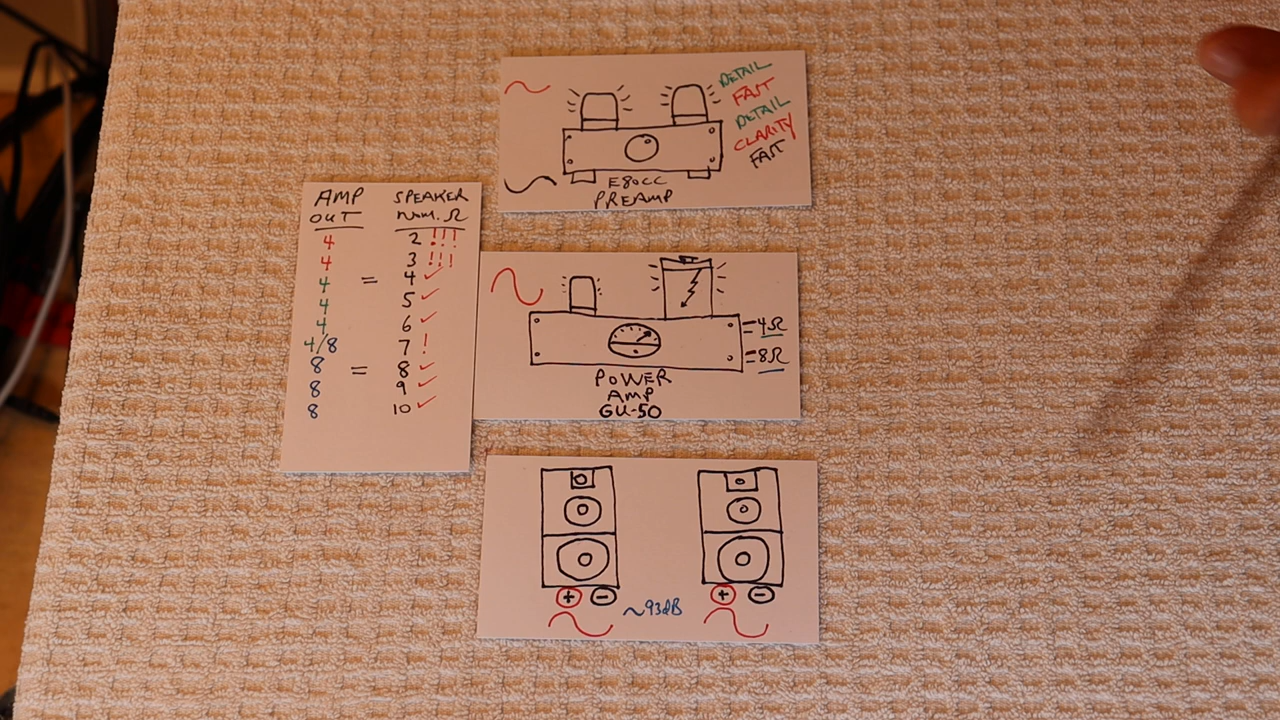 DETAIL
FAST
DETAIL
CLARITY
FAST
E80CC
PREAMP
AMP OUT SPEAKER NOM. Ω
4 2 !!!
4 3 !!!
4 = 4 ✓
4 5 ✓
4 6 ✓
4/8 7 !
8 = 8 ✓
8 9 ✓
8 10 ✓
=4Ω
=8Ω
POWER
AMP
GU-50
+ − + −
~93dB